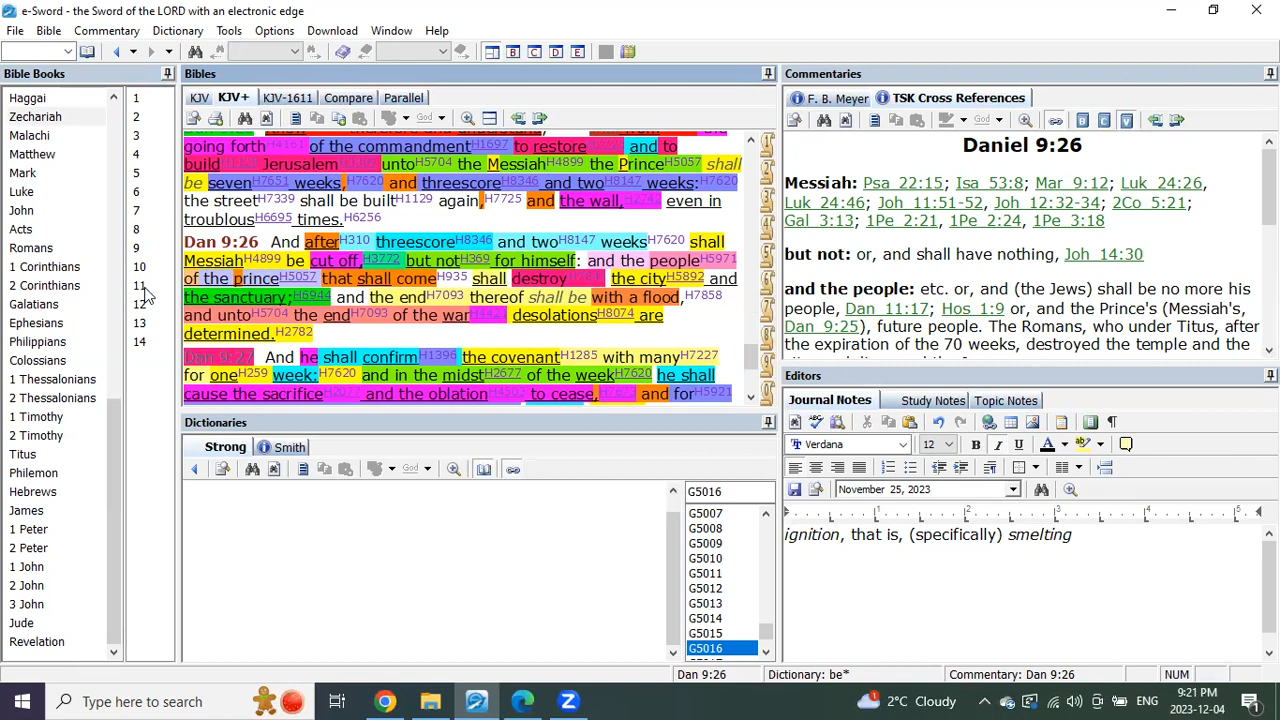 e-Sword - the Sword of the LORD with an electronic edge
File Bible Commentary Dictionary Tools Options Download Window Help
B C D E
Bible Books
Haggai
Zechariah
Malachi
Matthew
Mark
Luke
John
Acts
Romans
1 Corinthians
2 Corinthians
Galatians
Ephesians
Philippians
Colossians
1 Thessalonians
2 Thessalonians
1 Timothy
2 Timothy
Titus
Philemon
Hebrews
James
1 Peter
2 Peter
1 John
2 John
3 John
Jude
Revelation
1
2
3
4
5
6
7
8
9
10
11
12
13
14
Bibles
KJV KJV+ KJV-1611 Compare Parallel
God
going forth H4161 of the commandment H1697 to restore and to
build Jerusalem unto H5704 the Messiah H4899 the Prince H5057 shall
be seven H7651 weeks, H7620 and threescore H8346 and two H8147 weeks: H7620
the street H7339 shall be built H1129 again, H7725 and the wall, H2742 even in
troublous H6695 times. H6256
Dan 9:26 And after H310 threescore H8346 and two H8147 weeks H7620 shall
Messiah H4899 be cut off, H3772 but not H369 for himself: and the people H5971
of the prince H5057 that shall come H935 shall destroy the city H5892 and
the sanctuary; H6944 and the end H7093 thereof shall be with a flood, H7858
and unto H5704 the end H7093 of the war H4421 desolations H8074 are
determined. H2782
Dan 9:27 And he shall confirm H1396 the covenant H1285 with many H7227
for one H259 week: H7620 and in the midst H2677 of the week H7620 he shall
cause the sacrifice H2077 and the oblation H4503 to cease, H7673 and for H5921
Dictionaries
Strong Smith
God
G5016
G5007
G5008
G5009
G5010
G5011
G5012
G5013
G5014
G5015
G5016
Commentaries
F. B. Meyer TSK Cross References
God B C V
Daniel 9:26
Messiah: Psa 22:15; Isa 53:8; Mar 9:12; Luk 24:26,
Luk 24:46; Joh 11:51-52, Joh 12:32-34; 2Co 5:21;
Gal 3:13; 1Pe 2:21, 1Pe 2:24, 1Pe 3:18
but not: or, and shall have nothing, Joh 14:30
and the people: etc. or, and (the Jews) shall be no more his
people, Dan 11:17; Hos 1:9 or, and the Prince's (Messiah's,
Dan 9:25), future people. The Romans, who under Titus, after
the expiration of the 70 weeks, destroyed the temple and the
Editors
Journal Notes Study Notes Topic Notes
Verdana 12 B I U A
November 25, 2023
1 2 3 4 5
ignition, that is, (specifically) smelting
Dan 9:26 Dictionary: be* Commentary: Dan 9:26 NUM
Type here to search
2°C Cloudy
9:21 PM
2023-12-04
1